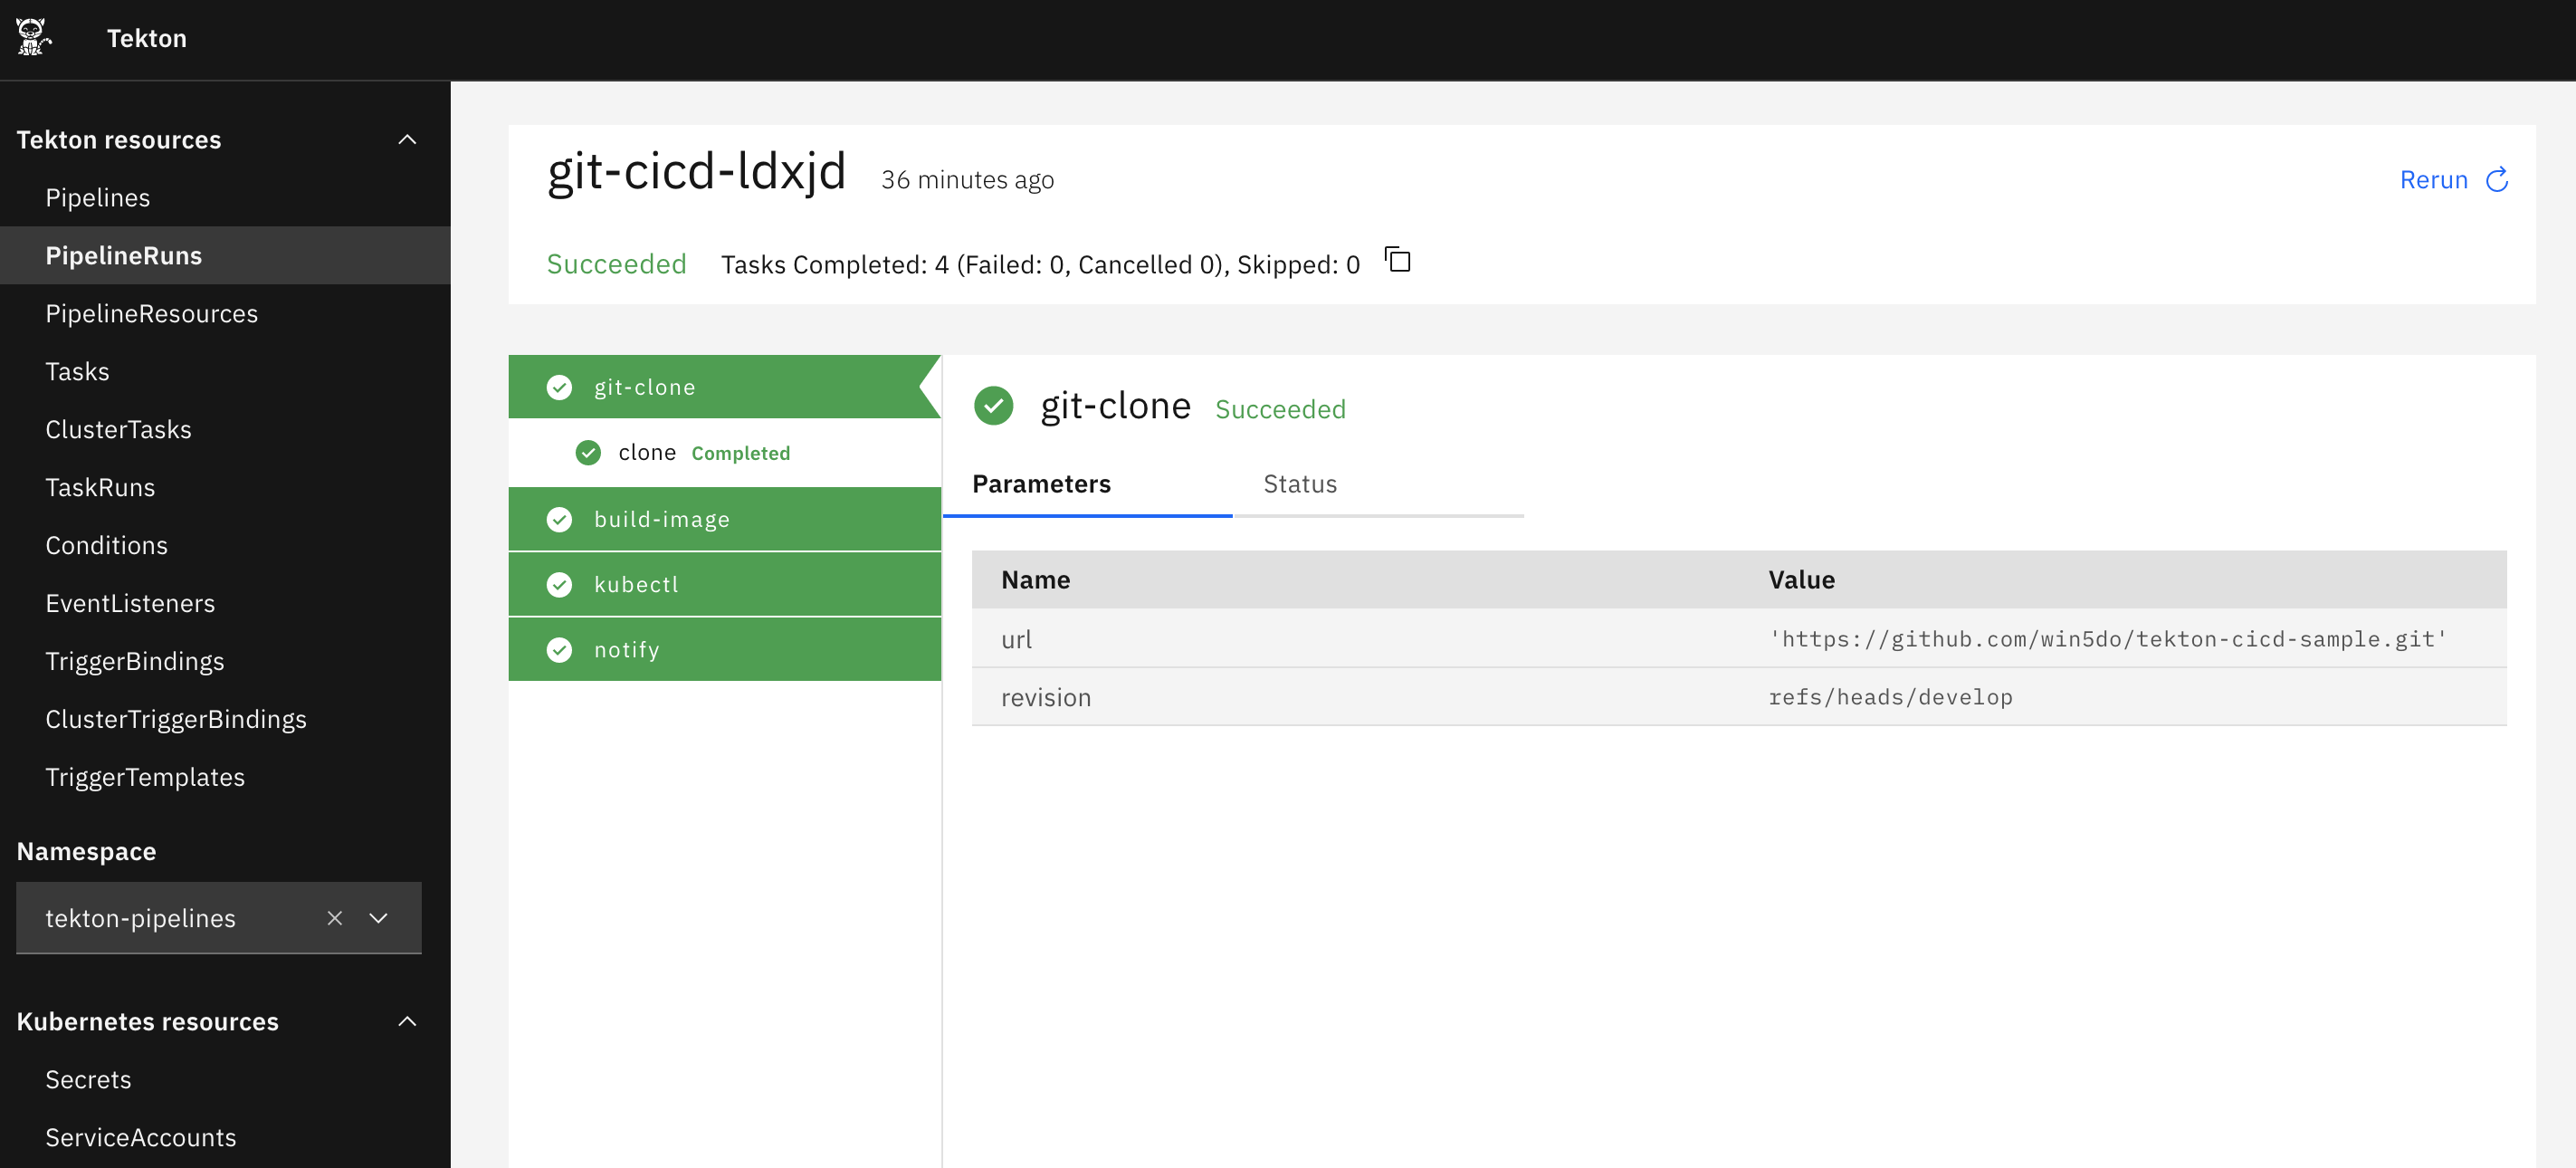 Tekton
Tekton resources
Pipelines
PipelineRuns
PipelineResources
Tasks
ClusterTasks
TaskRuns
Conditions
EventListeners
TriggerBindings
ClusterTriggerBindings
TriggerTemplates
Namespace
tekton-pipelines
Kubernetes resources
Secrets
ServiceAccounts
git-cicd-ldxjd 36 minutes ago
Rerun
Succeeded Tasks Completed: 4 (Failed: 0, Cancelled 0), Skipped: 0
git-clone
clone Completed
build-image
kubectl
notify
git-clone Succeeded
Parameters Status
Name Value
url 'https://github.com/win5do/tekton-cicd-sample.git'
revision refs/heads/develop